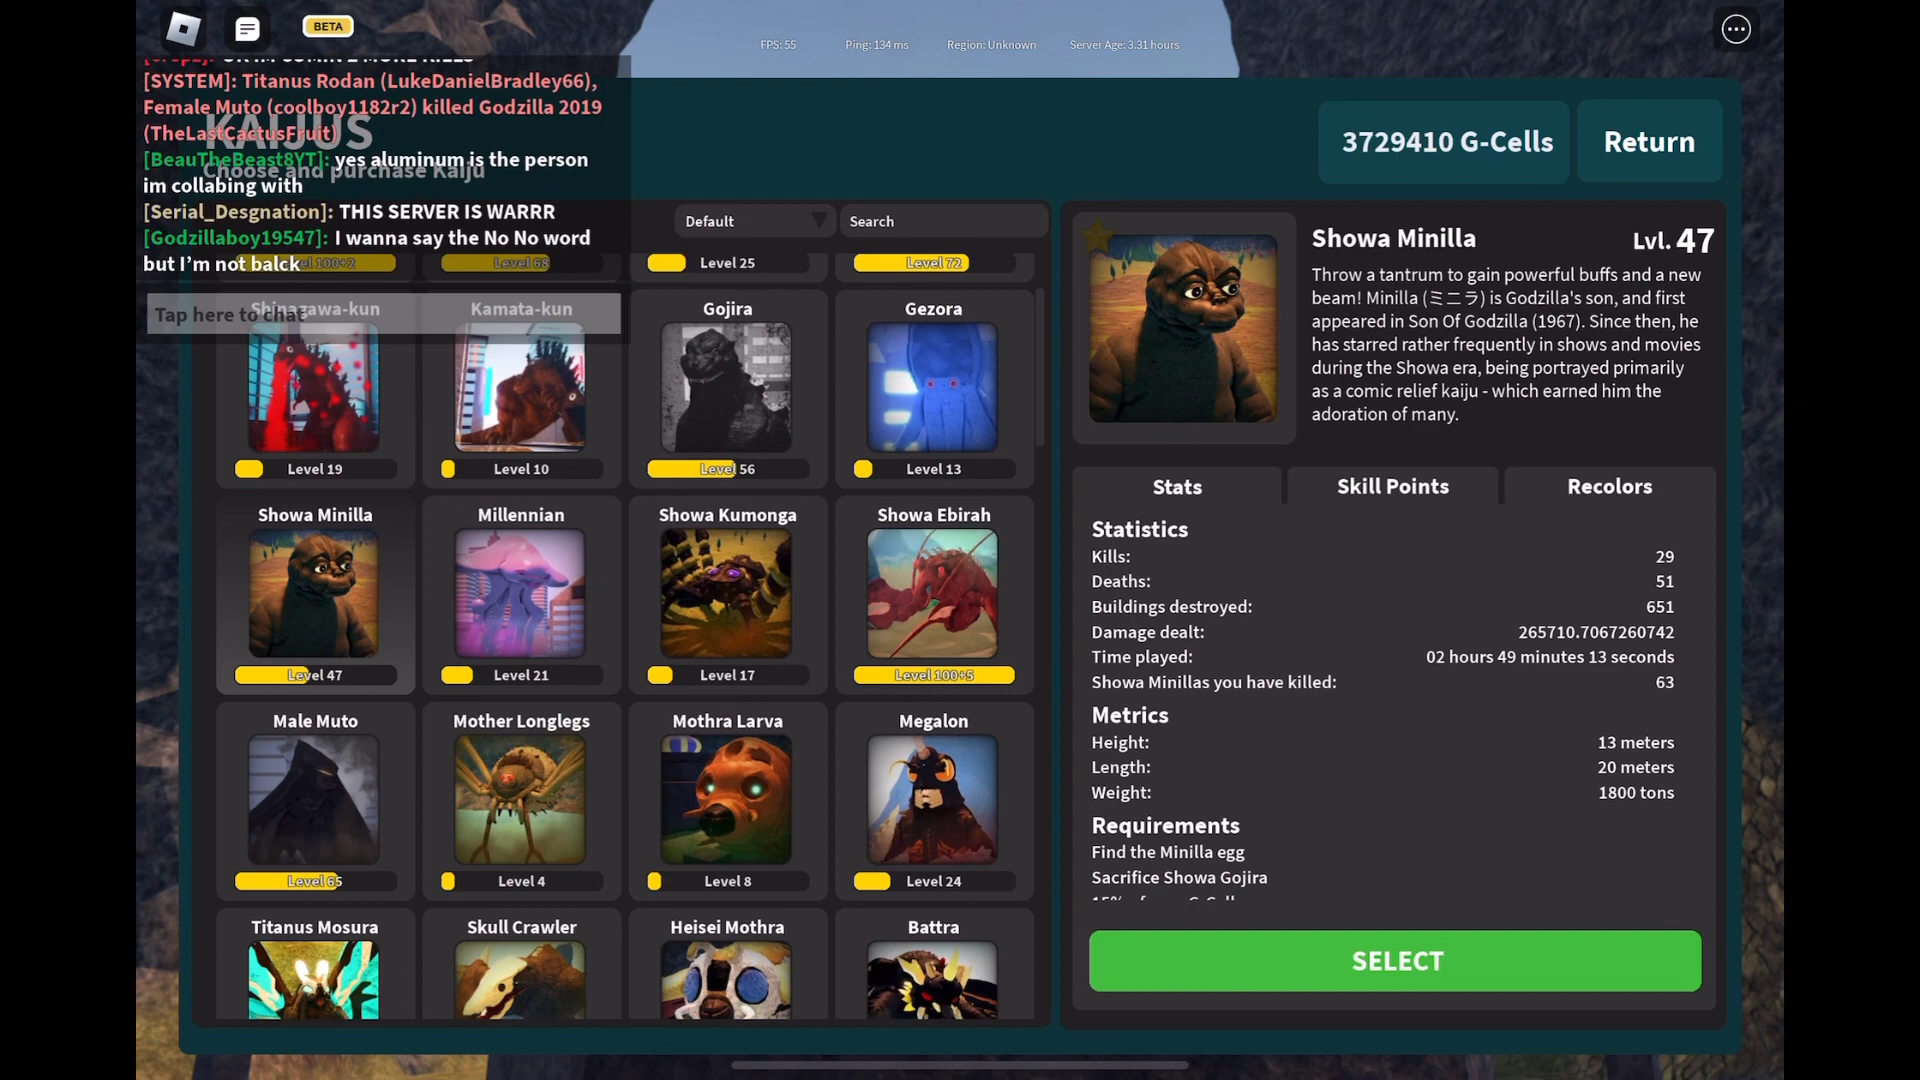 BETA
FPS: 55
Ping: 134 ms
Region: Unknown
Server Age: 3.31 hours
[SYSTEM]: Titanus Rodan (LukeDanielBradley66),
Female Muto (coolboy1182r2) killed Godzilla 2019
(TheLastCactusFruit)
[BeauTheBeast8YT]: yes aluminum is the person
im collabing with
[Serial_Desgnation]: THIS SERVER IS WARRR
[Godzillaboy19547]: I wanna say the No No word
but I'm not balck
Tap here to chat
KAIJUS
Choose and purchase Kaiju
3729410 G-Cells
Return
Default
Search
Level 100+2
Level 68
Level 25
Level 72
Shinagawa-kun
Kamata-kun
Gojira
Gezora
Level 19
Level 10
Level 56
Level 13
Showa Minilla
Millennian
Showa Kumonga
Showa Ebirah
Level 47
Level 21
Level 17
Level 100+5
Male Muto
Mother Longlegs
Mothra Larva
Megalon
Level 65
Level 4
Level 8
Level 24
Titanus Mosura
Skull Crawler
Heisei Mothra
Battra
Showa Minilla
Lvl. 47
Throw a tantrum to gain powerful buffs and a new
beam! Minilla (ミニラ) is Godzilla's son, and first
appeared in Son Of Godzilla (1967). Since then, he
has starred rather frequently in shows and movies
during the Showa era, being portrayed primarily
as a comic relief kaiju - which earned him the
adoration of many.
Stats
Skill Points
Recolors
Statistics
Kills: 29
Deaths: 51
Buildings destroyed: 651
Damage dealt: 265710.7067260742
Time played: 02 hours 49 minutes 13 seconds
Showa Minillas you have killed: 63
Metrics
Height: 13 meters
Length: 20 meters
Weight: 1800 tons
Requirements
Find the Minilla egg
Sacrifice Showa Gojira
SELECT